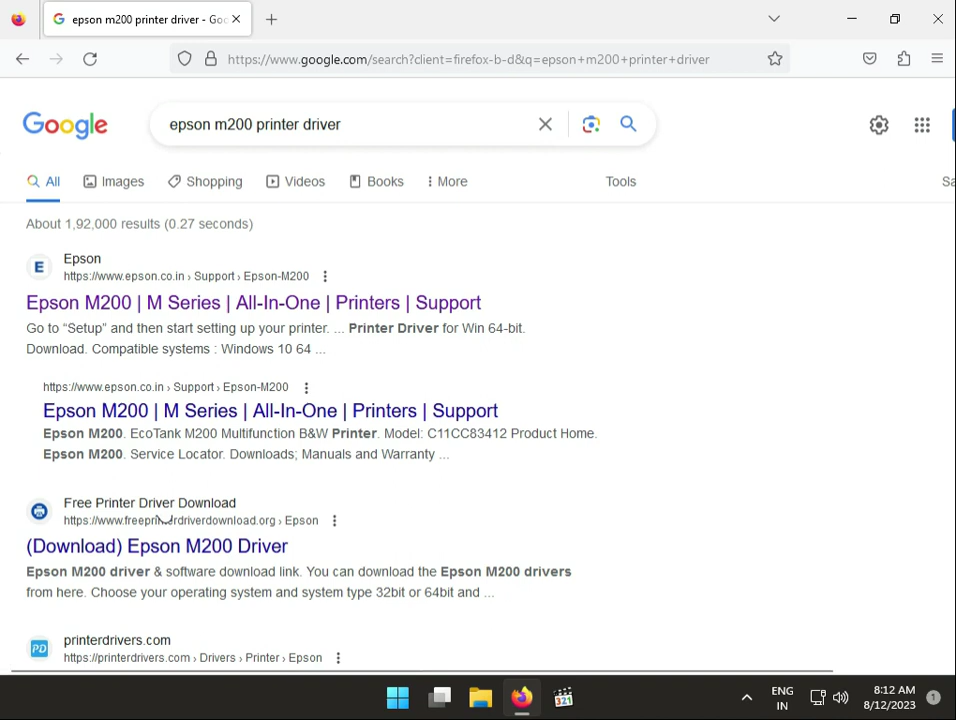 epson m200 printer driver - Goo
https://www.google.com/search?client=firefox-b-d&q=epson+m200+printer+driver
Google
epson m200 printer driver
All
Images
Shopping
Videos
Books
More
Tools
Sa
About 1,92,000 results (0.27 seconds)
E
Epson
https://www.epson.co.in › Support › Epson-M200
Epson M200 | M Series | All-In-One | Printers | Support
Go to “Setup” and then start setting up your printer. ... Printer Driver for Win 64-bit.
Download. Compatible systems : Windows 10 64 ...
https://www.epson.co.in › Support › Epson-M200
Epson M200 | M Series | All-In-One | Printers | Support
Epson M200. EcoTank M200 Multifunction B&W Printer. Model: C11CC83412 Product Home.
Epson M200. Service Locator. Downloads; Manuals and Warranty ...
Free Printer Driver Download
https://www.freeprinterdriverdownload.org › Epson
(Download) Epson M200 Driver
Epson M200 driver & software download link. You can download the Epson M200 drivers
from here. Choose your operating system and system type 32bit or 64bit and ...
PD
printerdrivers.com
https://printerdrivers.com › Drivers › Printer › Epson
321
ENG
IN
8:12 AM
8/12/2023
1